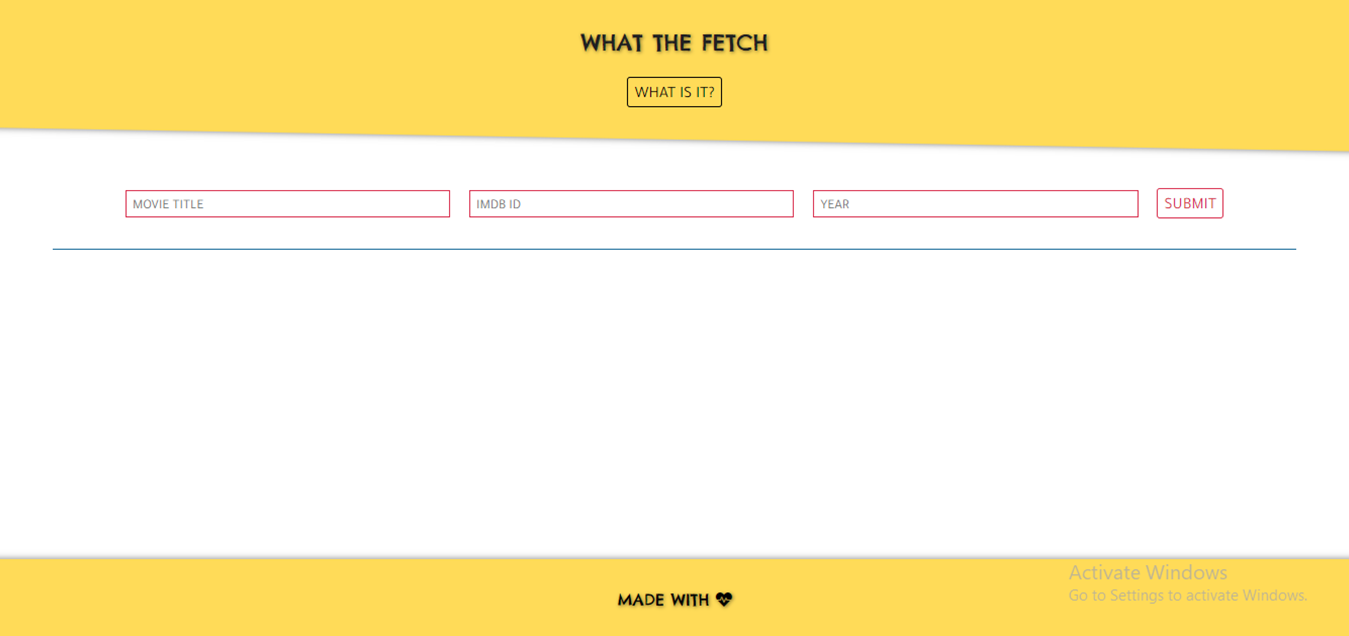 WHAT THE FETCH
WHAT IS IT?
MOVIE TITLE
IMDB ID
YEAR
SUBMIT
MADE WITH
Activate Windows
Go to Settings to activate Windows.